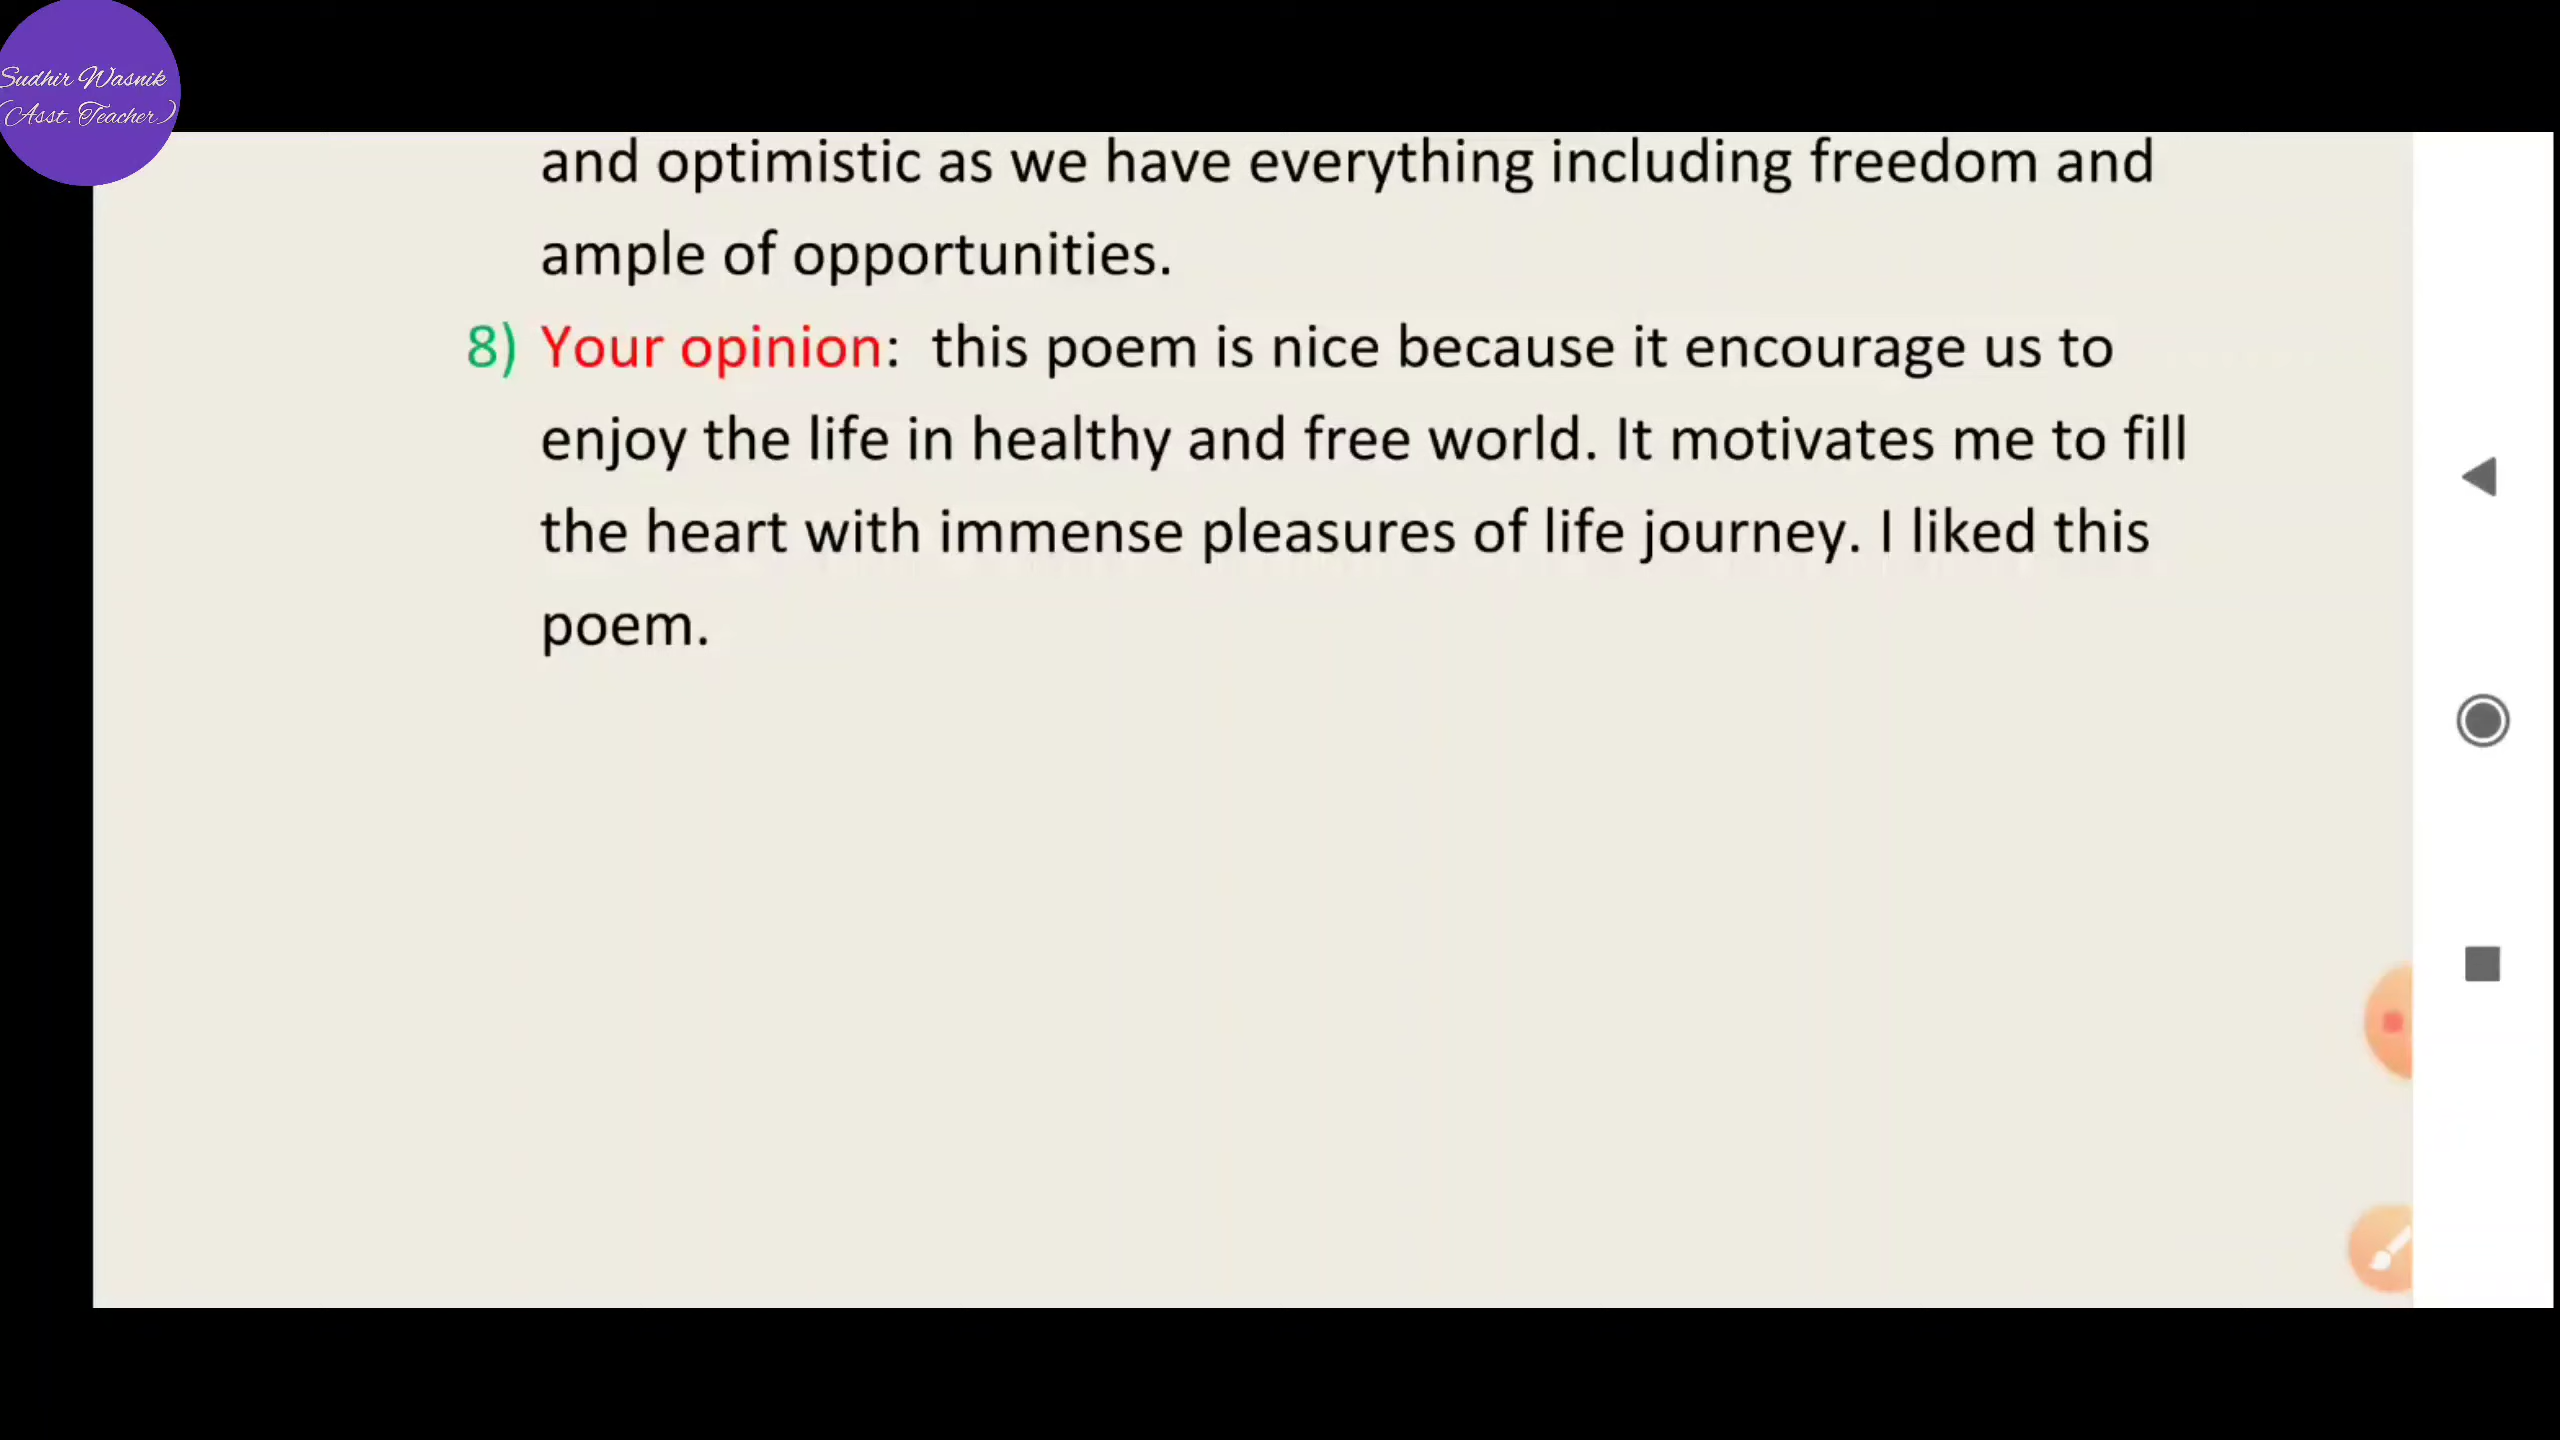 Sudhir Wasnik
(Asst. Teacher)
and optimistic as we have everything including freedom and
ample of opportunities.
8) Your opinion: this poem is nice because it encourage us to
enjoy the life in healthy and free world. It motivates me to fill
the heart with immense pleasures of life journey. I liked this
poem.